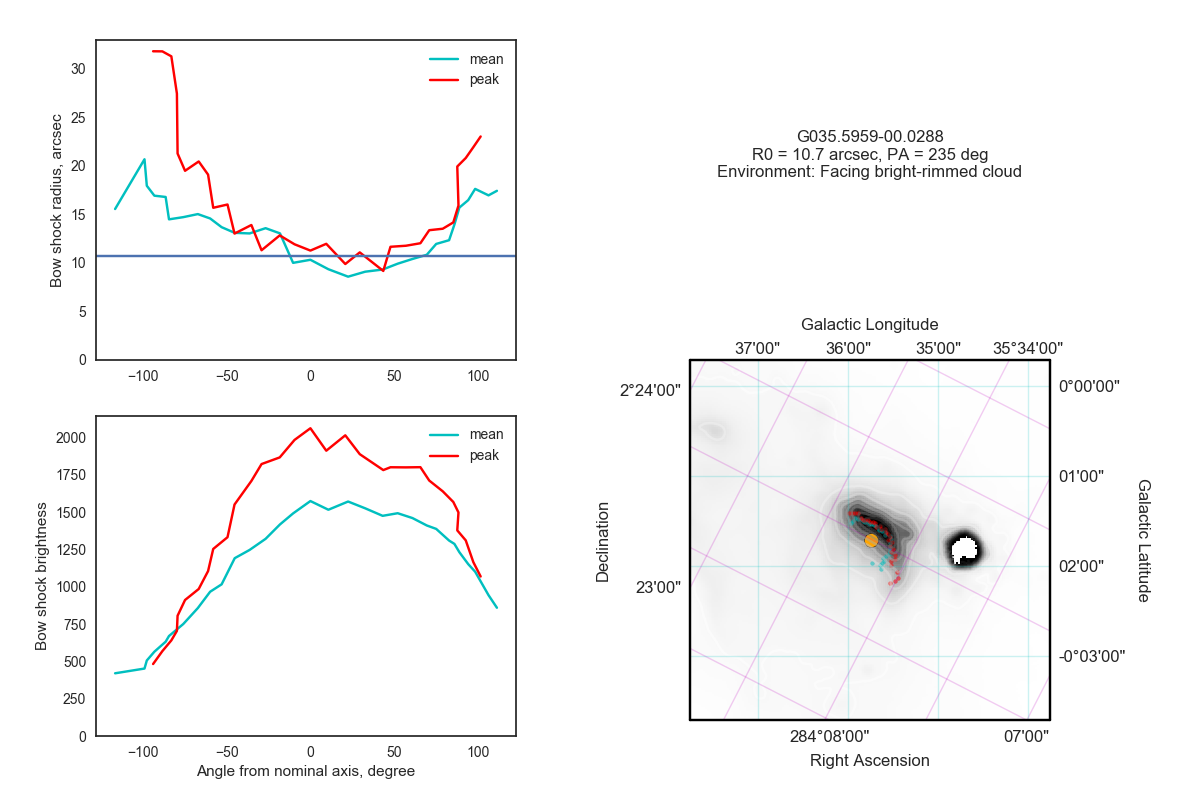 30
25
20
15
10
5
0
Bow shock radius, arcsec
mean
peak
−100
−50
0
50
100
2000
1750
1500
1250
1000
750
500
250
0
Bow shock brightness
mean
peak
−100
−50
0
50
100
Angle from nominal axis, degree
G035.5959-00.0288
R0 = 10.7 arcsec, PA = 235 deg
Environment: Facing bright-rimmed cloud
Galactic Longitude
37'00"
36'00"
35'00"
35°34'00"
2°24'00"
23'00"
Declination
0°00'00"
01'00"
02'00"
-0°03'00"
Galactic Latitude
284°08'00"
07'00"
Right Ascension